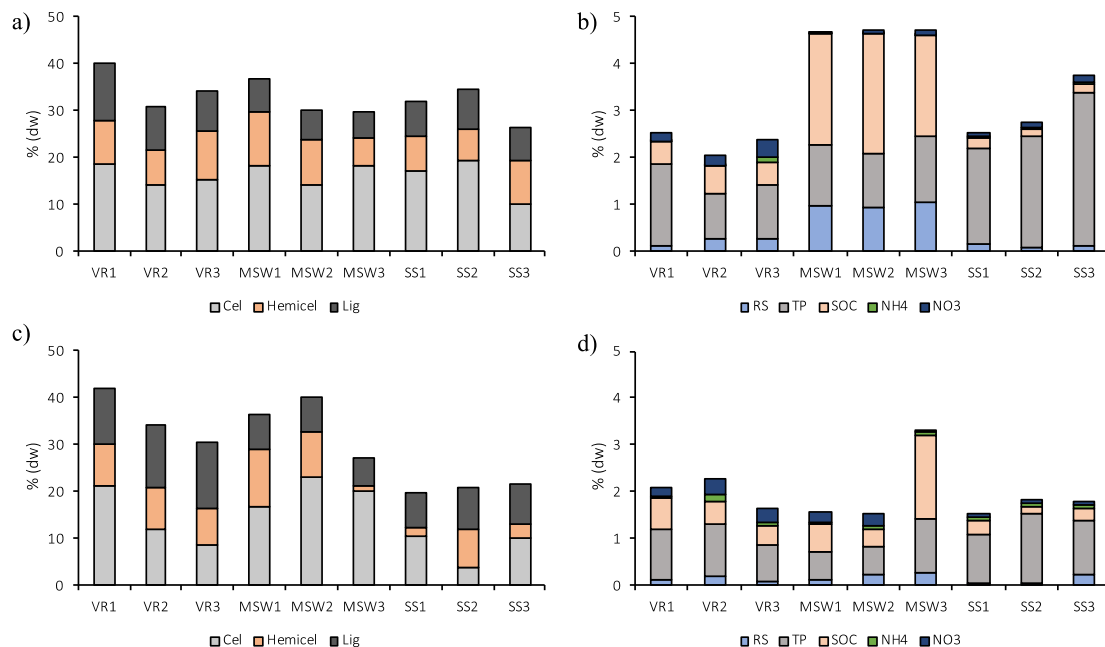 a)
50
40
30
20
10
0
% (dw)
VR1 VR2 VR3 MSW1 MSW2 MSW3 SS1 SS2 SS3
Cel Hemicel Lig
b)
5
4
3
2
1
0
% (dw)
VR1 VR2 VR3 MSW1 MSW2 MSW3 SS1 SS2 SS3
RS TP SOC NH4 NO3
c)
50
40
30
20
10
0
% (dw)
VR1 VR2 VR3 MSW1 MSW2 MSW3 SS1 SS2 SS3
Cel Hemicel Lig
d)
5
4
3
2
1
0
% (dw)
VR1 VR2 VR3 MSW1 MSW2 MSW3 SS1 SS2 SS3
RS TP SOC NH4 NO3